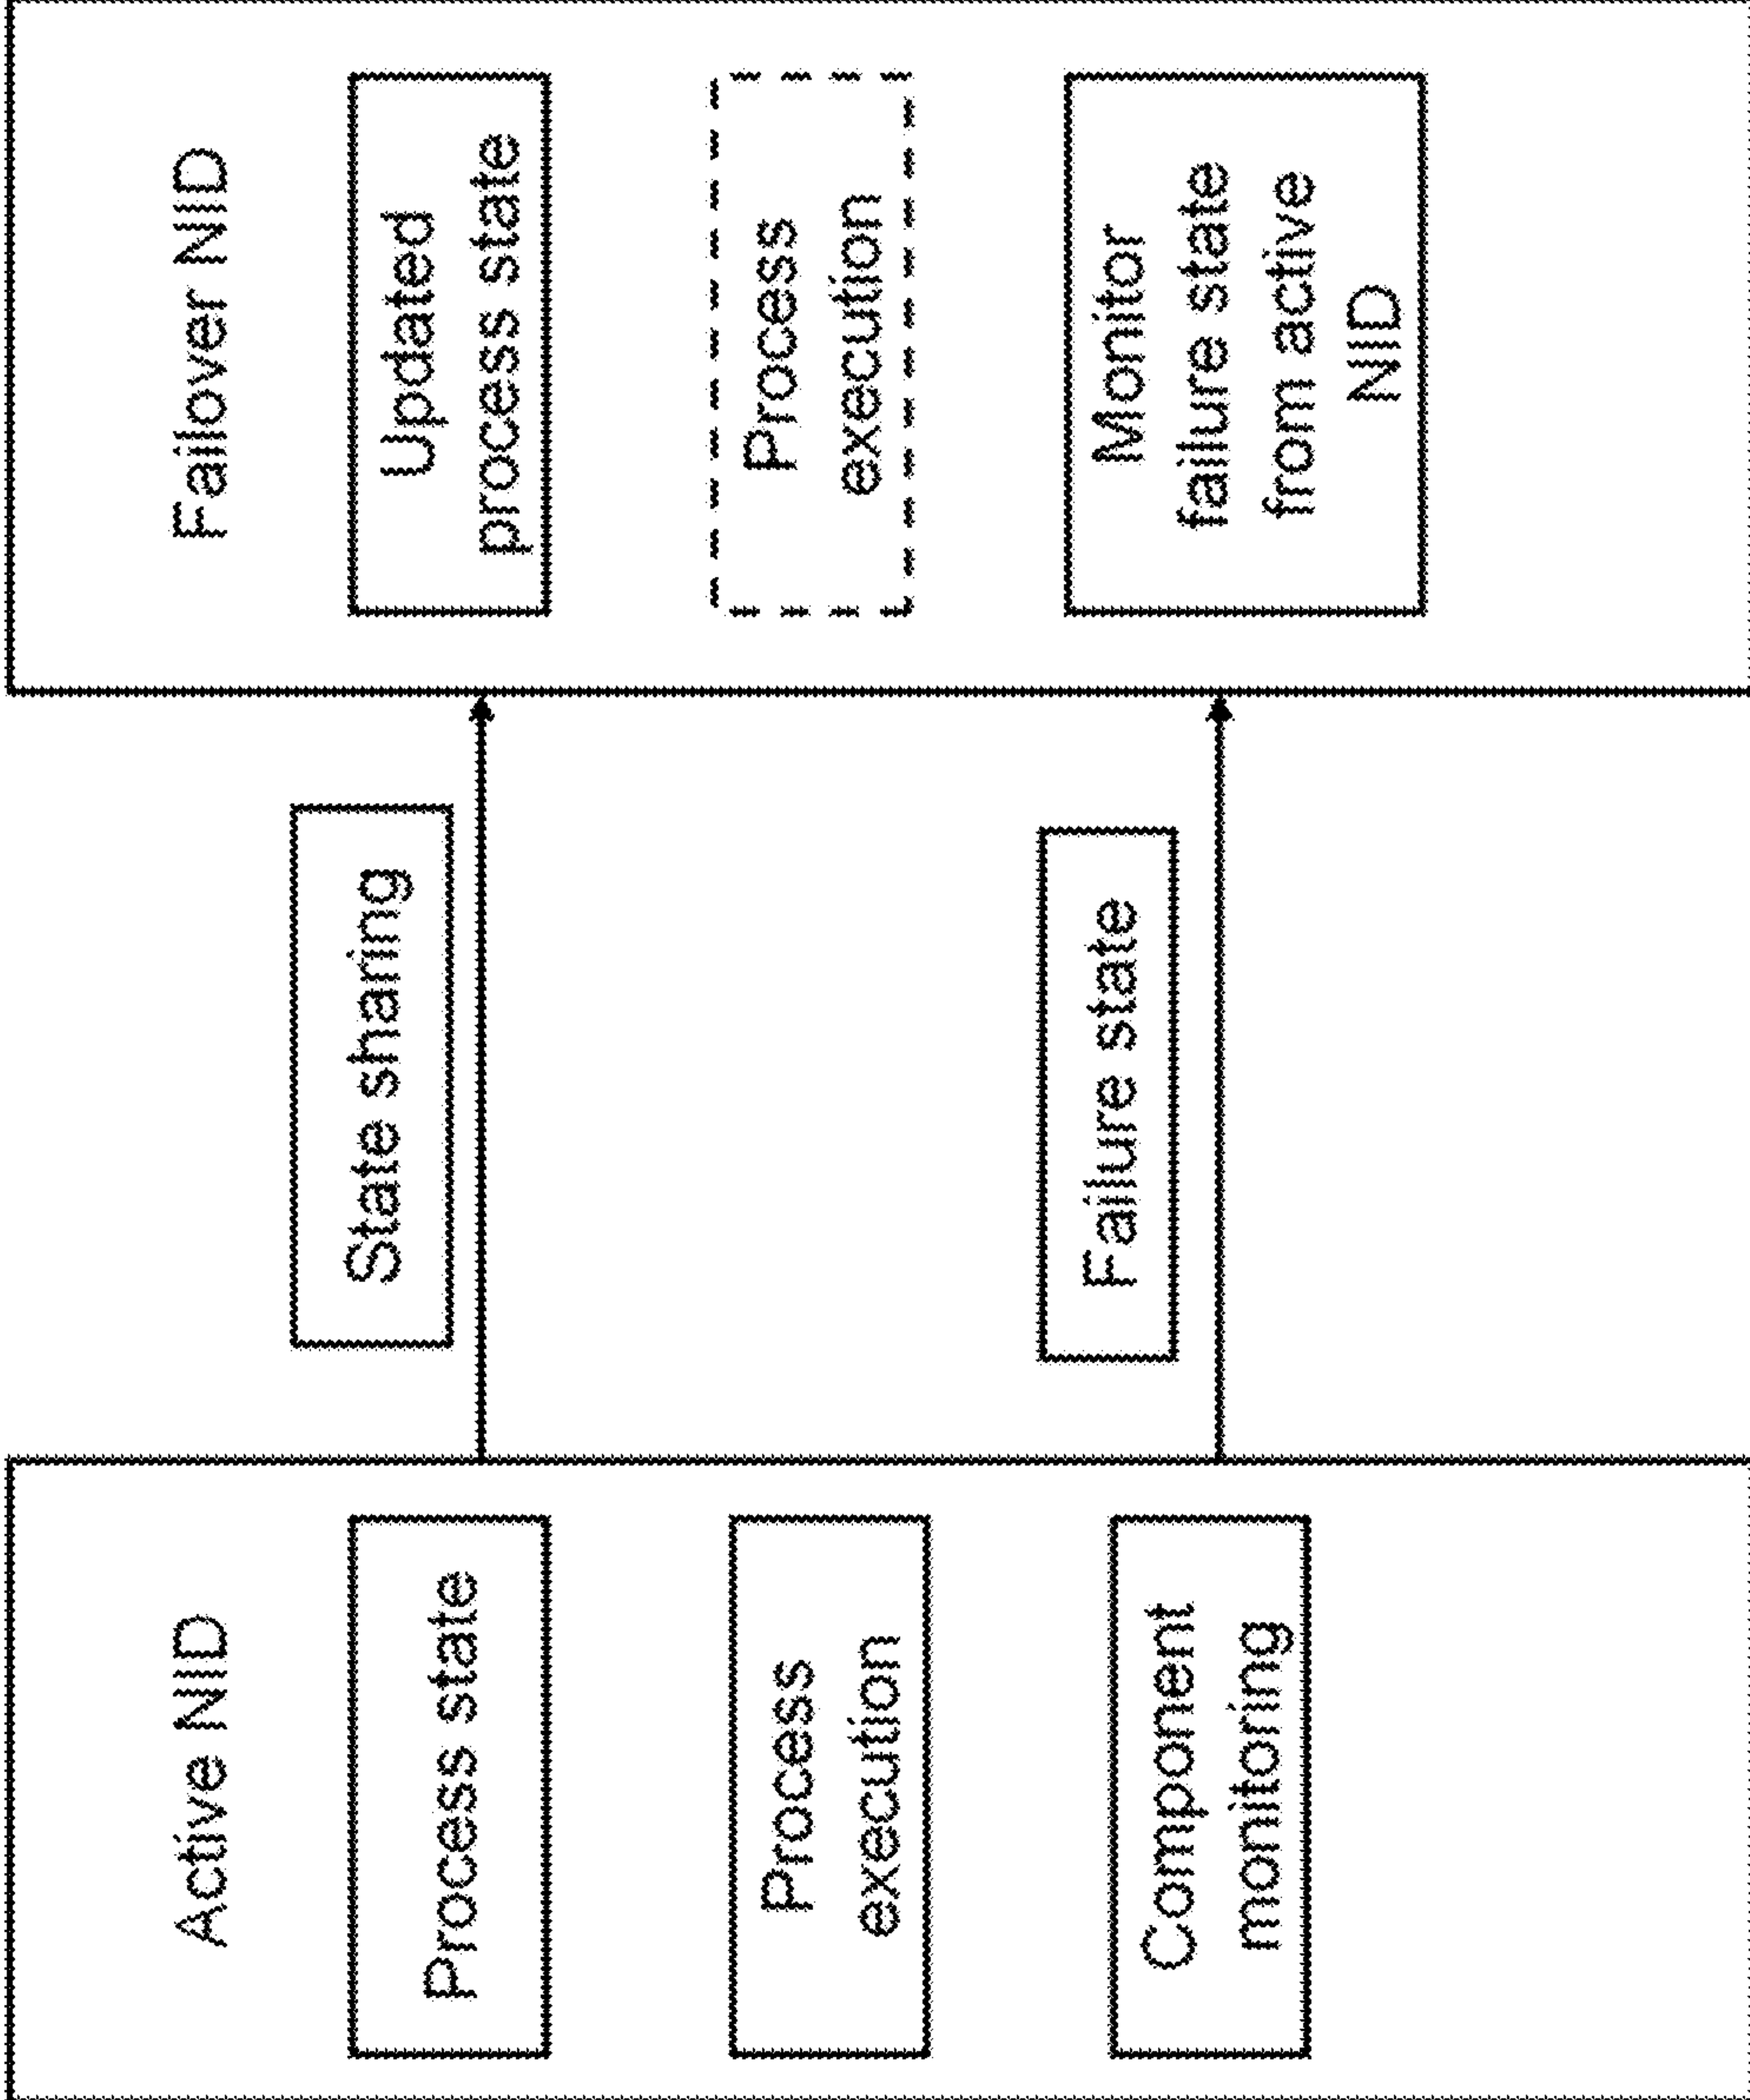 Active NID
Process state
Process
execution
Component
monitoring
State sharing
Failure state
Failover NID
Updated
process state
Process
execution
Monitor
failure state
from active
NID